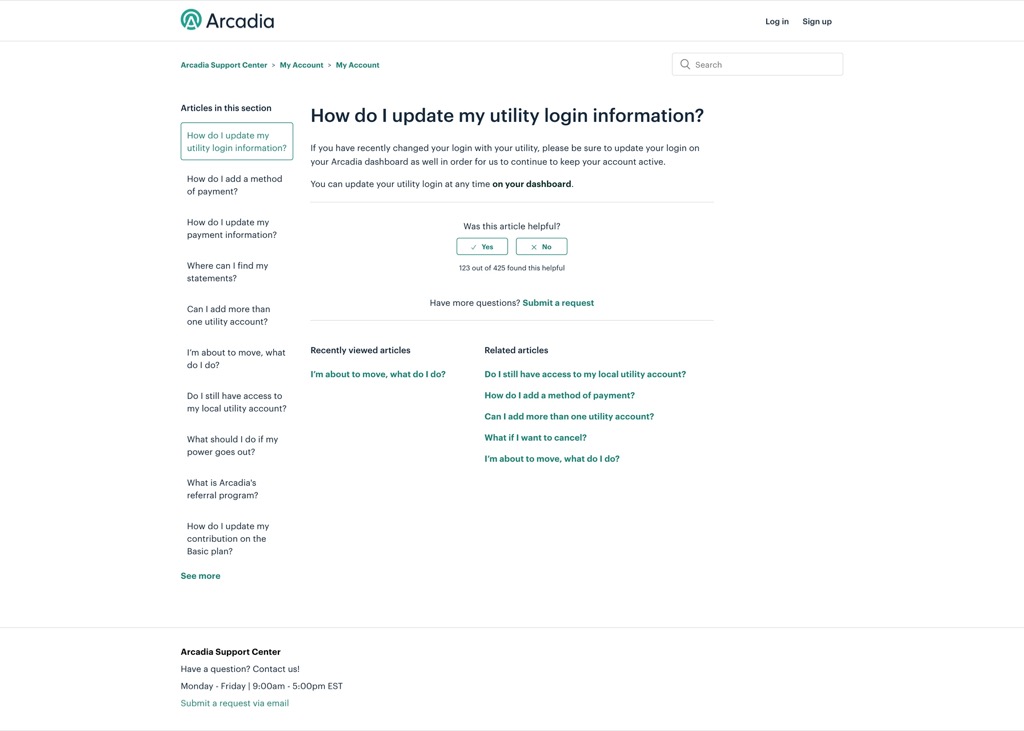 Arcadia
Log in
Sign up
Arcadia Support Center > My Account > My Account
Search
Articles in this section
How do I update my
utility login information?
How do I add a method
of payment?
How do I update my
payment information?
Where can I find my
statements?
Can I add more than
one utility account?
I'm about to move, what
do I do?
Do I still have access to
my local utility account?
What should I do if my
power goes out?
What is Arcadia's
referral program?
How do I update my
contribution on the
Basic plan?
See more
How do I update my utility login information?
If you have recently changed your login with your utility, please be sure to update your login on
your Arcadia dashboard as well in order for us to continue to keep your account active.
You can update your utility login at any time on your dashboard.
Was this article helpful?
Yes
No
123 out of 425 found this helpful
Have more questions? Submit a request
Recently viewed articles
I'm about to move, what do I do?
Related articles
Do I still have access to my local utility account?
How do I add a method of payment?
Can I add more than one utility account?
What if I want to cancel?
I'm about to move, what do I do?
Arcadia Support Center
Have a question? Contact us!
Monday - Friday | 9:00am - 5:00pm EST
Submit a request via email